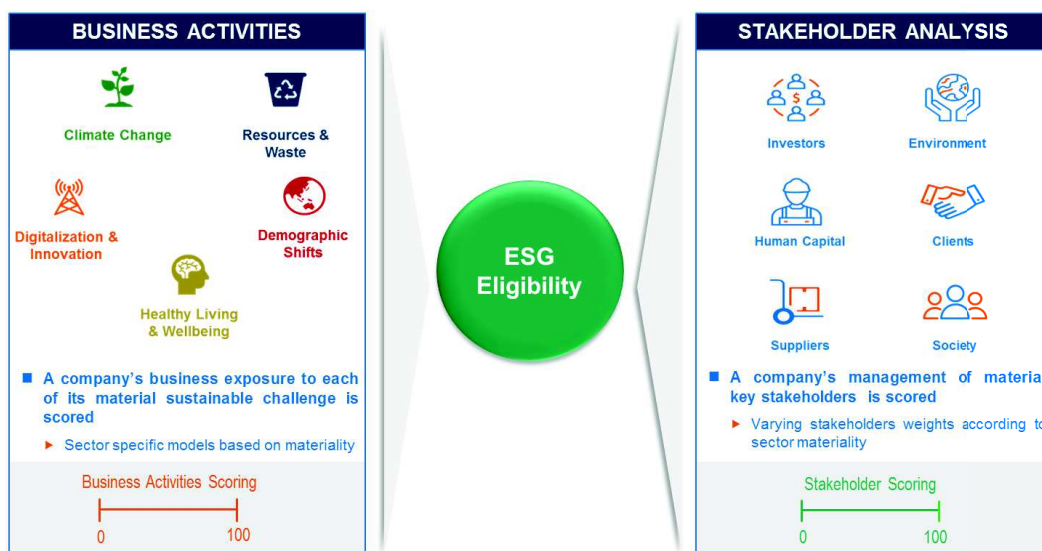 BUSINESS ACTIVITIES
Climate Change
Resources &
Waste
Digitalization &
Innovation
Demographic
Shifts
Healthy Living
& Wellbeing
A company's business exposure to each
of its material sustainable challenge is
scored
Sector specific models based on materiality
Business Activities Scoring
0
100
ESG
Eligibility
STAKEHOLDER ANALYSIS
$
Investors
Environment
Human Capital
Clients
Suppliers
Society
A company's management of materia
key stakeholders is scored
Varying stakeholders weights according to
sector materiality
Stakeholder Scoring
0
100